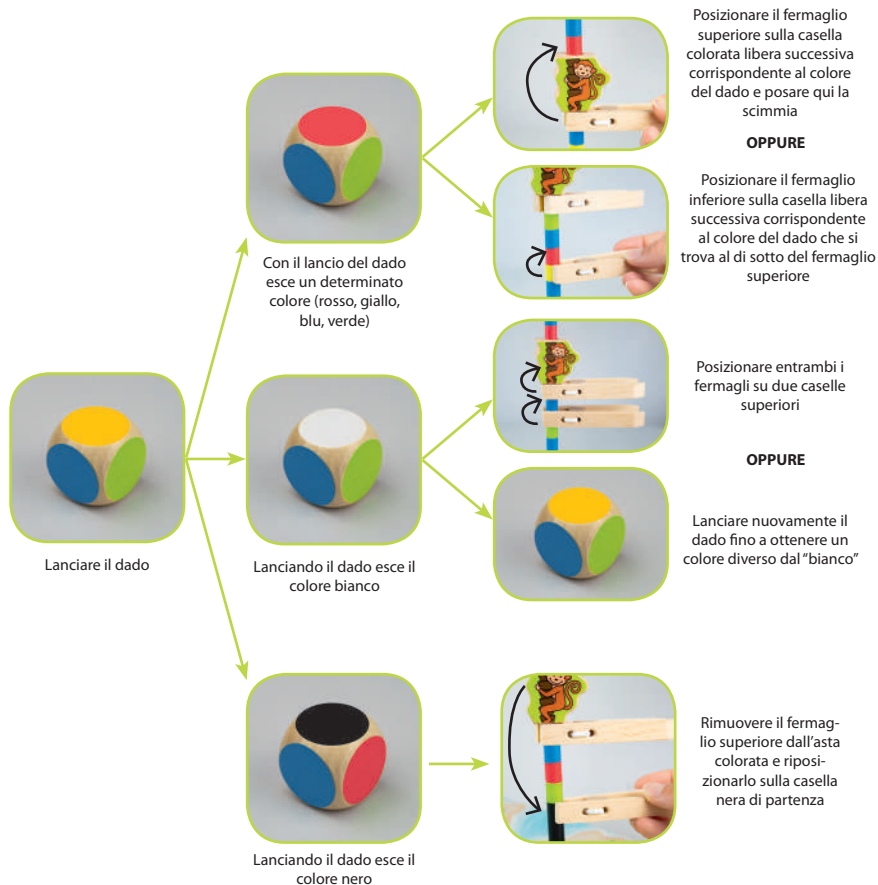 Posizionare il fermaglio
superiore sulla casella
colorata libera successiva
corrispondente al colore
del dado e posare qui la
scimmia
OPPURE
Posizionare il fermaglio
inferiore sulla casella libera
successiva corrispondente
al colore del dado che si
trova al di sotto del fermaglio
superiore
Con il lancio del dado
esce un determinato
colore (rosso, giallo,
blu, verde)
Posizionare entrambi i
fermagli su due caselle
superiori
OPPURE
Lanciare nuovamente il
dado fino a ottenere un
colore diverso dal “bianco”
Lanciare il dado
Lanciando il dado esce il
colore bianco
Rimuovere il fermag-
lio superiore dall’asta
colorata e riposi-
zionarlo sulla casella
nera di partenza
Lanciando il dado esce il
colore nero